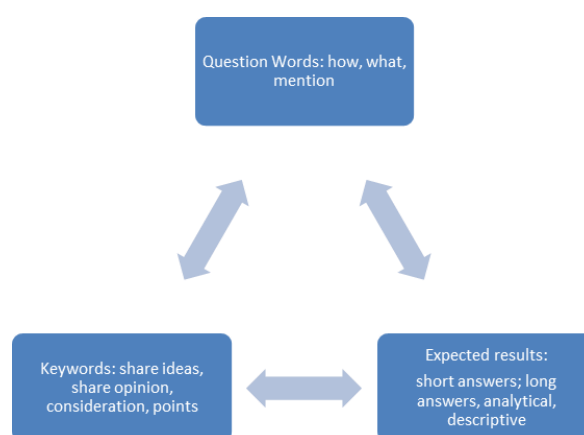 Question Words: how, what,
mention
Keywords: share ideas,
share opinion,
consideration, points
Expected results:
short answers; long
answers, analytical,
descriptive